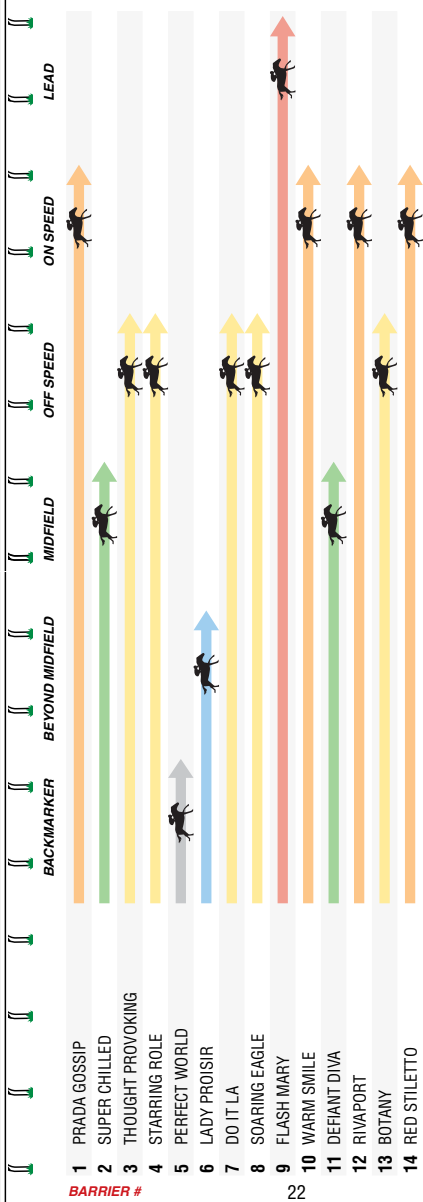 LEAD
ON SPEED
OFF SPEED
MIDFIELD
BEYOND MIDFIELD
BACKMARKER
BARRIER #
1 PRADA GOSSIP
2 SUPER CHILLED
3 THOUGHT PROVOKING
4 STARRING ROLE
5 PERFECT WORLD
6 LADY PROISIR
7 DO IT LA
8 SOARING EAGLE
9 FLASH MARY
10 WARM SMILE
11 DEFIANT DIVA
12 RIVAPORT
13 BOTANY
14 RED STILETTO
22